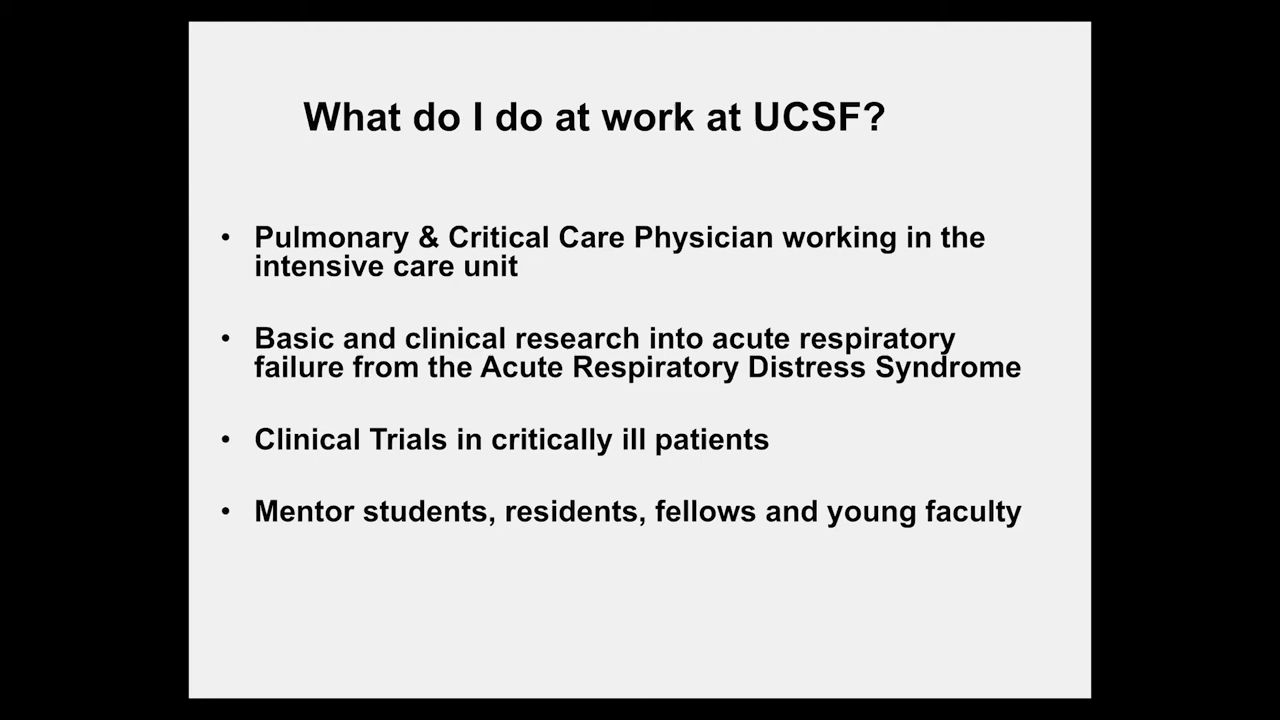 What do I do at work at UCSF?
• Pulmonary & Critical Care Physician working in the
intensive care unit
• Basic and clinical research into acute respiratory
failure from the Acute Respiratory Distress Syndrome
• Clinical Trials in critically ill patients
• Mentor students, residents, fellows and young faculty